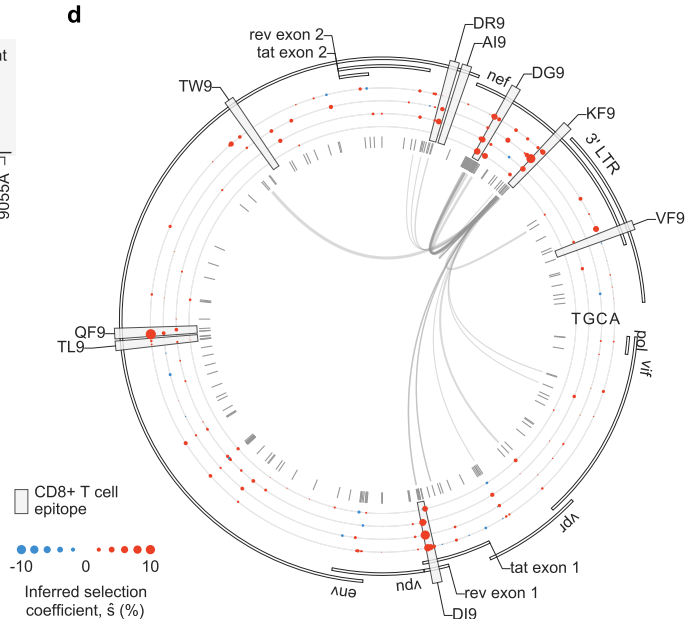 d
nt
9055A
rev exon 2
tat exon 2
DR9
AI9
nef
DG9
TW9
KF9
3' LTR
VF9
TGCA
QF9
TL9
pol
vif
vpr
CD8+ T cell
epitope
-10 0 10
Inferred selection
coefficient, ŝ (%)
tat exon 1
rev exon 1
env
vpu
DI9